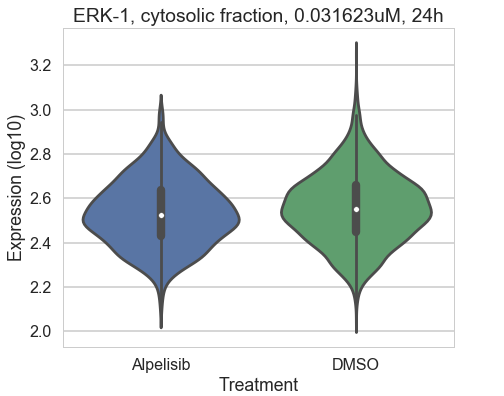 ERK-1, cytosolic fraction, 0.031623uM, 24h
Expression (log10)
3.2
3.0
2.8
2.6
2.4
2.2
2.0
Alpelisib DMSO
Treatment